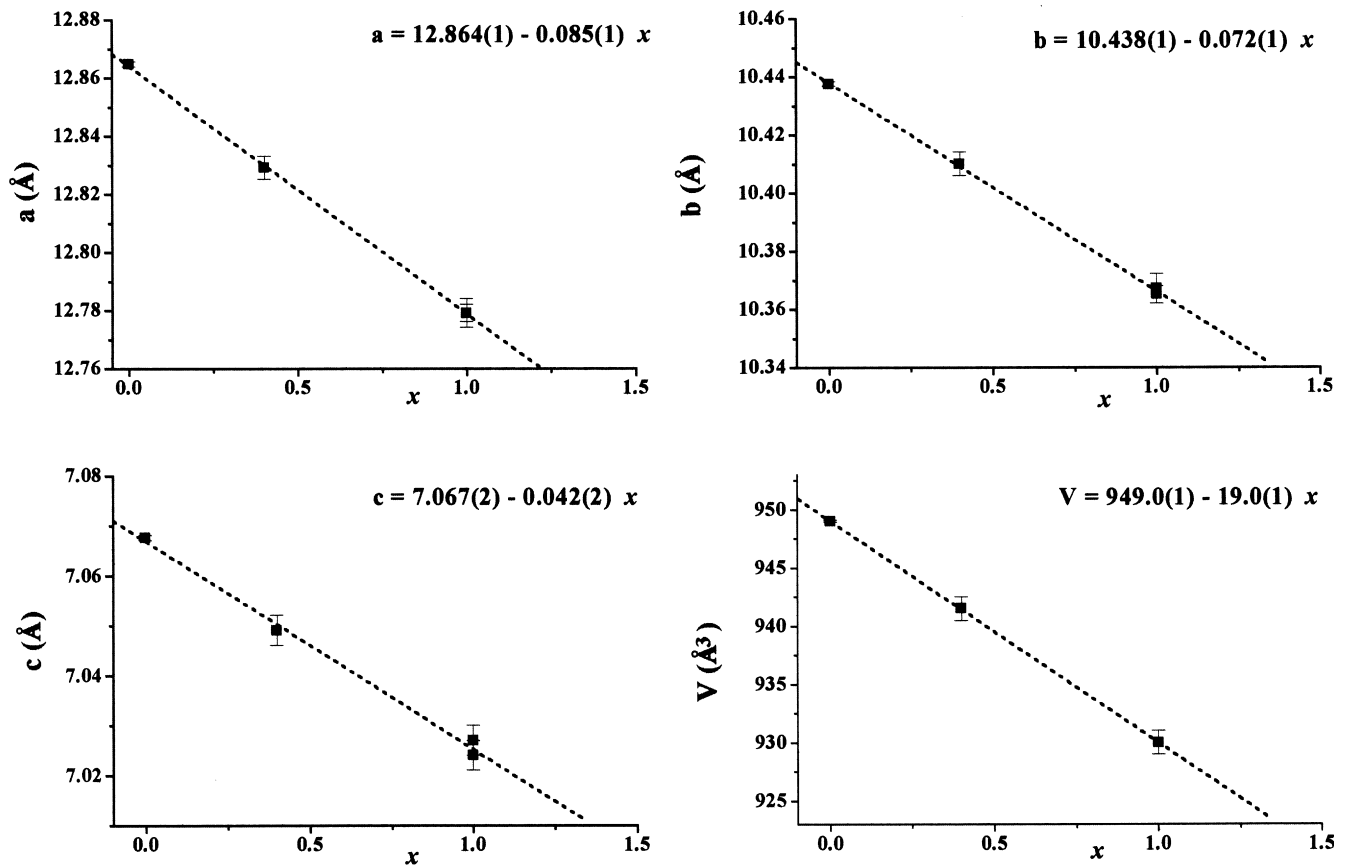 a = 12.864(1) - 0.085(1) x
12.88
12.86
12.84
12.82
12.80
12.78
12.76
a (Å)
0.0 0.5 1.0 1.5
x
b = 10.438(1) - 0.072(1) x
10.46
10.44
10.42
10.40
10.38
10.36
10.34
b (Å)
0.0 0.5 1.0 1.5
x
c = 7.067(2) - 0.042(2) x
7.08
7.06
7.04
7.02
c (Å)
0.0 0.5 1.0 1.5
x
V = 949.0(1) - 19.0(1) x
950
945
940
935
930
925
V (Å³)
0.0 0.5 1.0 1.5
x